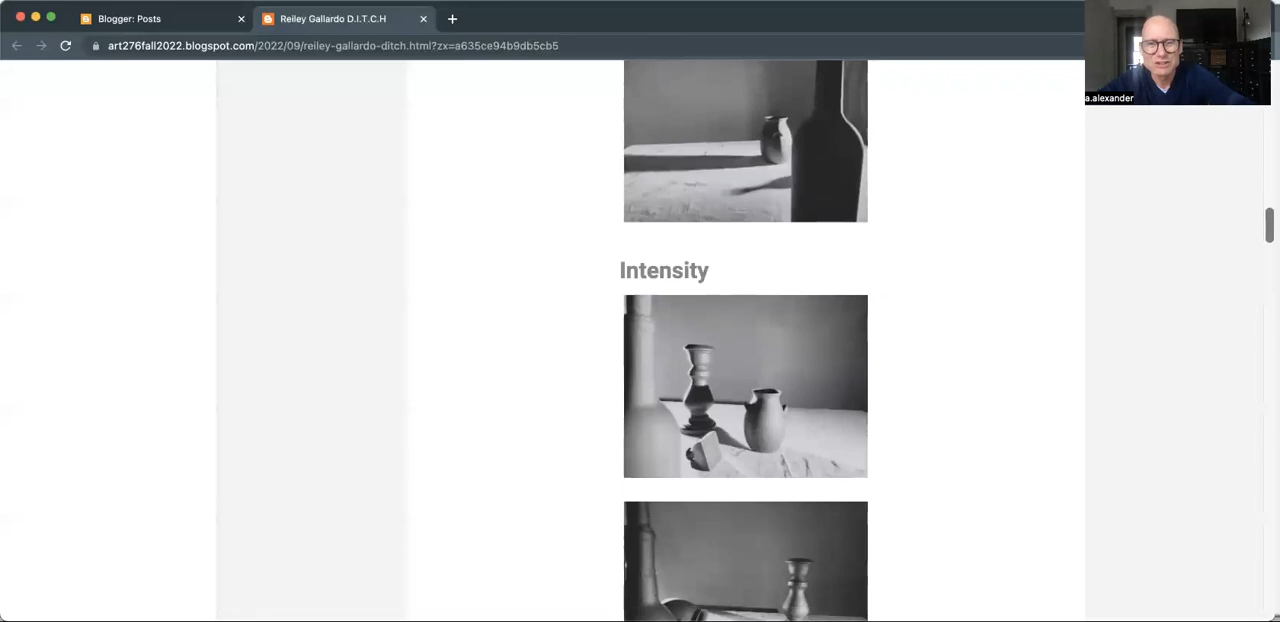 Blogger: Posts
Reiley Gallardo D.I.T.C.H
art276fall2022.blogspot.com/2022/09/reiley-gallardo-ditch.html?zx=a635ce94b9db5cb5
a.alexander
Intensity